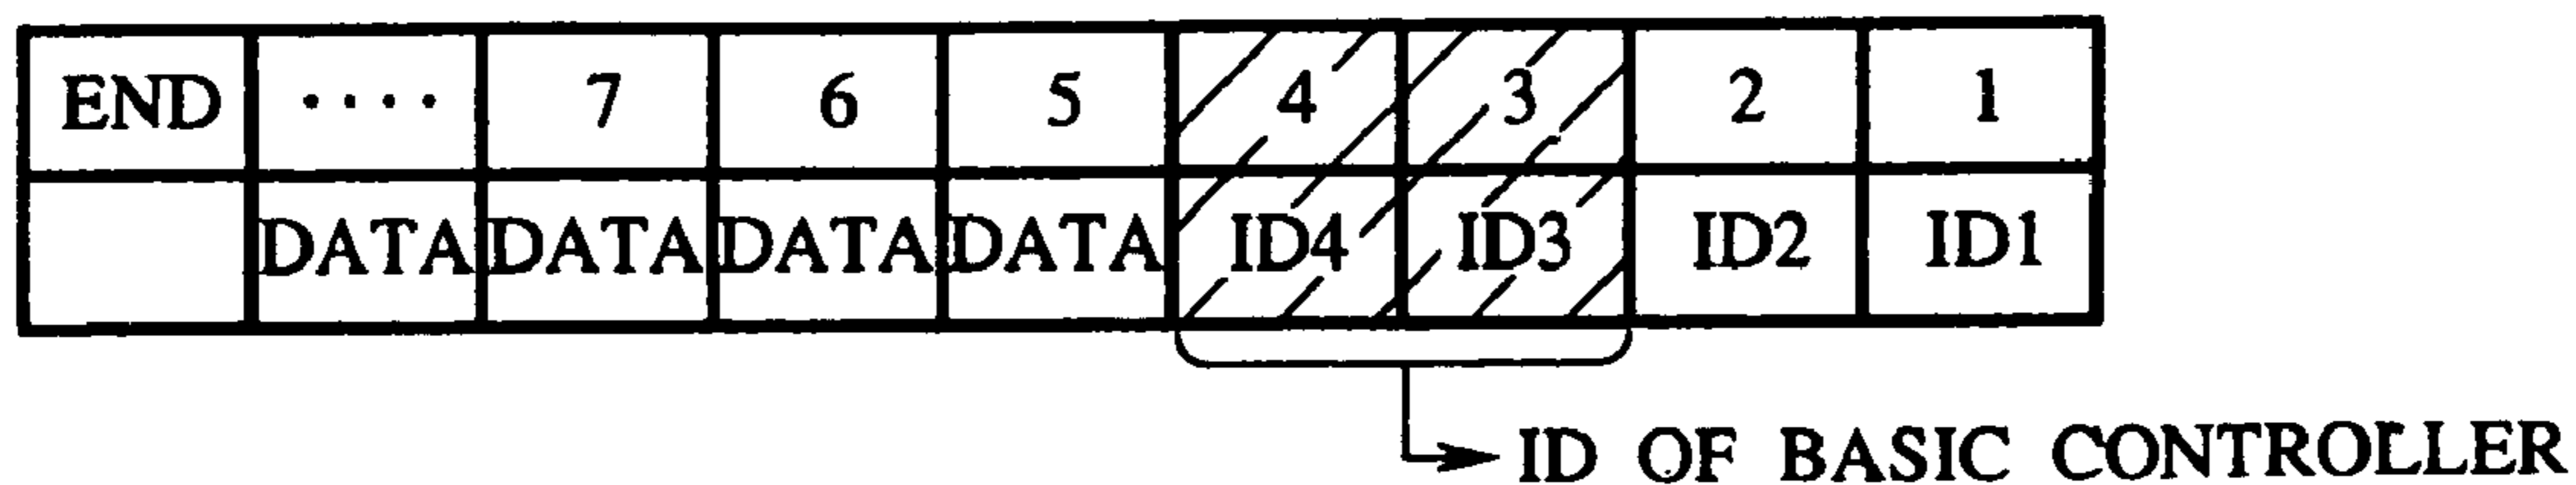 END ···· 7 6 5 4 3 2 1
DATA DATA DATA DATA ID4 ID3 ID2 ID1
ID OF BASIC CONTROLLER